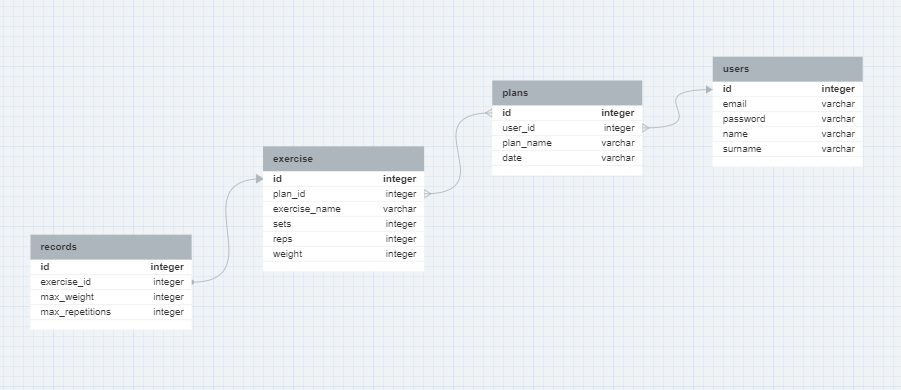 users
id integer
email varchar
password varchar
name varchar
surname varchar
plans
id integer
user_id integer
plan_name varchar
date varchar
exercise
id integer
plan_id integer
exercise_name varchar
sets integer
reps integer
weight integer
records
id integer
exercise_id integer
max_weight integer
max_repetitions integer